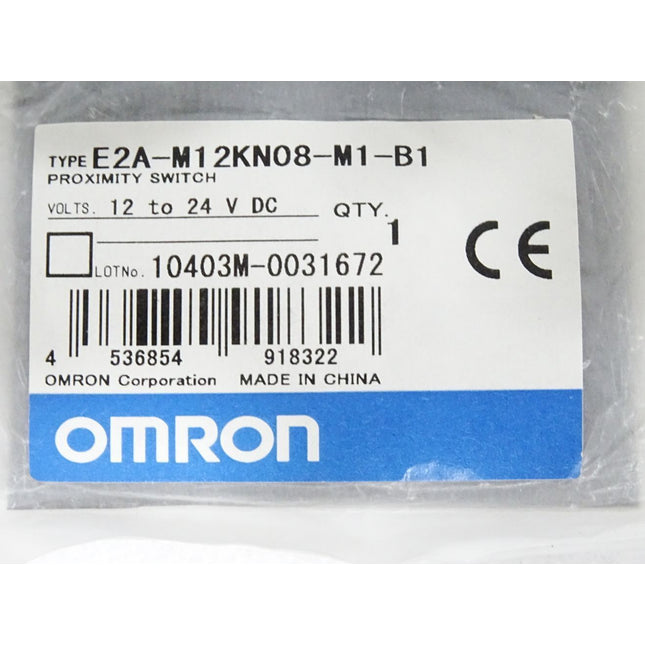 TYPE E2A-M12KN08-M1-B1
PROXIMITY SWITCH
VOLTS. 12 to 24 V DC QTY. 1
LOTNo. 10403M-0031672
CE
4 536854 918322
OMRON Corporation MADE IN CHINA
OMRON